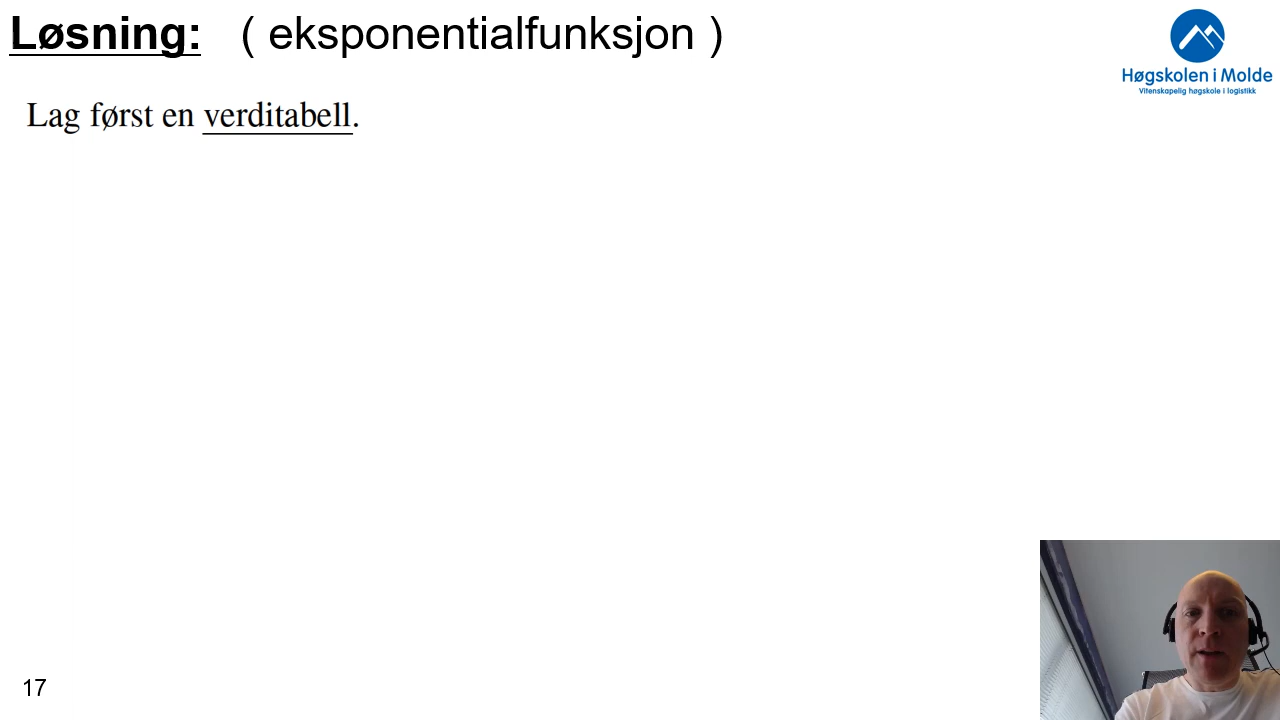 Løsning: ( eksponentialfunksjon )
Høgskolen i Molde
Vitenskapelig høgskole i logistikk
Lag først en verditabell.
17